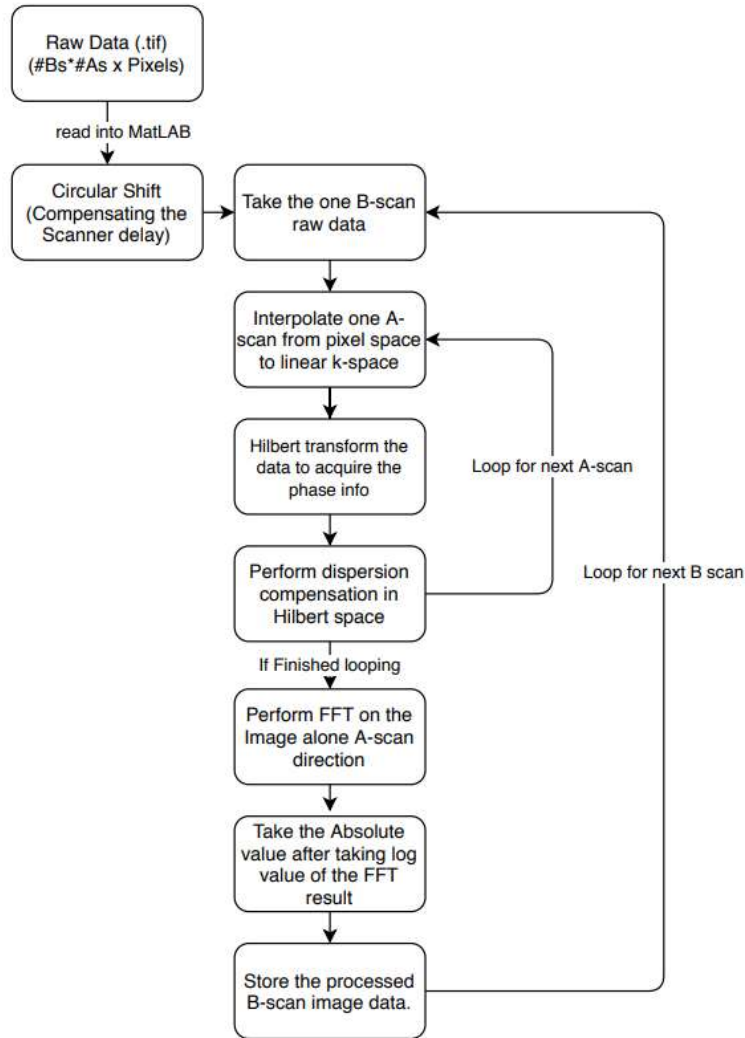 Raw Data (.tif)
(#Bs*#As x Pixels)
read into MatLAB
Circular Shift
(Compensating the
Scanner delay)
Take the one B-scan
raw data
Interpolate one A-
scan from pixel space
to linear k-space
Hilbert transform the
data to acquire the
phase info
Loop for next A-scan
Perform dispersion
compensation in
Hilbert space
Loop for next B scan
If Finished looping
Perform FFT on the
Image alone A-scan
direction
Take the Absolute
value after taking log
value of the FFT
result
Store the processed
B-scan image data.